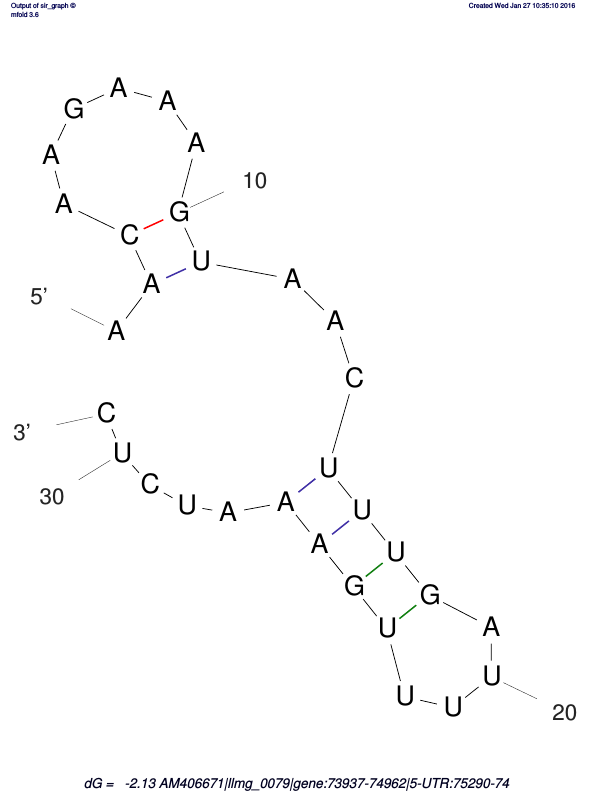 Output of sir_graph ©
mfold 3.6
Created Wed Jan 27 10:35:10 2016
A
A
A
G
A
A
A
A
10
G
C
U
A
A
5’
A
A
C
C
3’
U
30
C
U
A
A
U
U
A
U
G
G
U
A
U
U
U
U
20
dG = -2.13 AM406671|llmg_0079|gene:73937-74962|5-UTR:75290-74